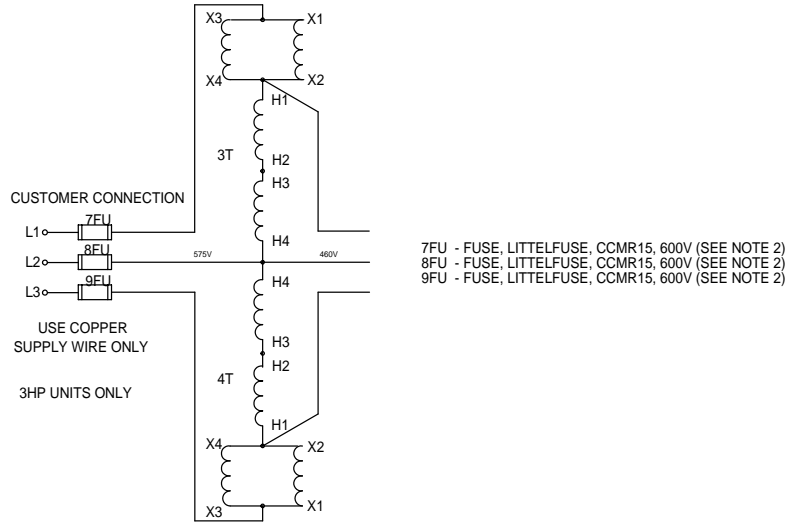 X3
X1
X4
X2
H1
3T
H2
H3
CUSTOMER CONNECTION
7FU
L1
H4
8FU
L2
575V
460V
9FU
H4
L3
7FU - FUSE, LITTELFUSE, CCMR15, 600V (SEE NOTE 2)
8FU - FUSE, LITTELFUSE, CCMR15, 600V (SEE NOTE 2)
9FU - FUSE, LITTELFUSE, CCMR15, 600V (SEE NOTE 2)
USE COPPER
SUPPLY WIRE ONLY
H3
H2
4T
3HP UNITS ONLY
H1
X4
X2
X3
X1